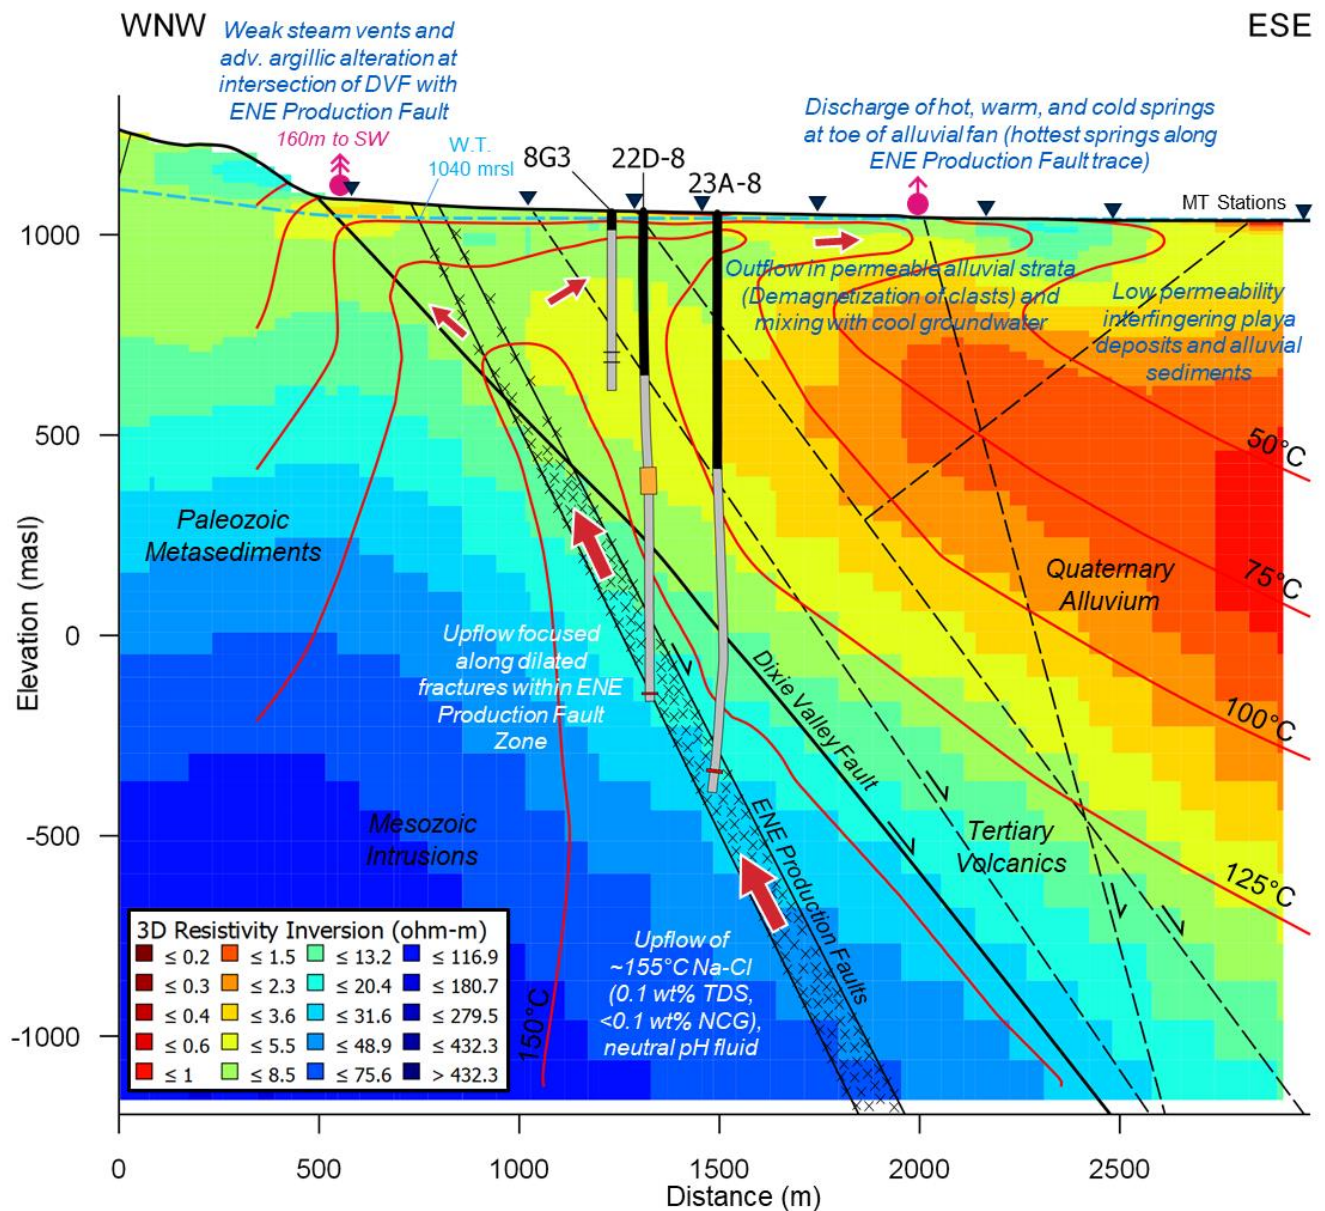 WNW
ESE
Weak steam vents and
adv. argillic alteration at
intersection of DVF with
ENE Production Fault
160m to SW
W.T.
1040 mrsl
8G3
22D-8
23A-8
Discharge of hot, warm, and cold springs
at toe of alluvial fan (hottest springs along
ENE Production Fault trace)
MT Stations
Outflow in permeable alluvial strata
(Demagnetization of clasts) and
mixing with cool groundwater
Low permeability
interfingering playa
deposits and alluvial
sediments
Elevation (masl)
1000
500
0
-500
-1000
Paleozoic
Metasediments
Quaternary
Alluvium
50°C
75°C
100°C
125°C
150°C
Upflow focused
along dilated
fractures within ENE
Production Fault
Zone
Dixie Valley Fault
ENE Production Faults
Mesozoic
Intrusions
Tertiary
Volcanics
Upflow of
~155°C Na-Cl
(0.1 wt% TDS,
<0.1 wt% NCG),
neutral pH fluid
3D Resistivity Inversion (ohm-m)
≤ 0.2 ≤ 1.5 ≤ 13.2 ≤ 116.9
≤ 0.3 ≤ 2.3 ≤ 20.4 ≤ 180.7
≤ 0.4 ≤ 3.6 ≤ 31.6 ≤ 279.5
≤ 0.6 ≤ 5.5 ≤ 48.9 ≤ 432.3
≤ 1 ≤ 8.5 ≤ 75.6 > 432.3
0 500 1000 1500 2000 2500
Distance (m)